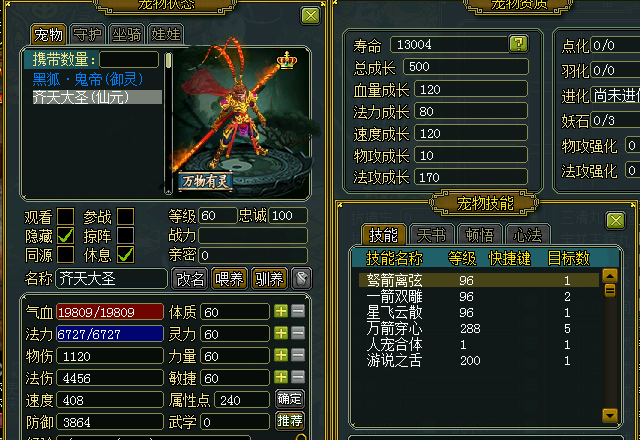 宠物状态
宠物 守护 坐骑 娃娃
携带数量:
黑狐·鬼帝(御灵)
齐天大圣(仙元)
万物有灵
观看 参战 等级 60 忠诚 100
隐藏 掠阵 战力
同源 休息 亲密 0
名称 齐天大圣 改名 喂养 驯养
气血 19809/19809 体质 60
法力 6727/6727 灵力 60
物伤 1120 力量 60
法伤 4456 敏捷 60 确定
速度 408 属性点 240
防御 3864 武学 0 推荐
宠物资质
寿命 13004 ? 点化 0/0
总成长 500 羽化 0/0
血量成长 120 进化 尚未进
法力成长 80 妖石 0/3
速度成长 120 物攻强化 0
物攻成长 10 法攻强化 0
法攻成长 170
宠物技能
技能 天书 顿悟 心法
技能名称 等级 快捷键 目标数
驽箭离弦 96 1
一箭双雕 96 2
星飞云散 96 1
万箭穿心 288 5
人宠合体 1 1
游说之舌 200 1